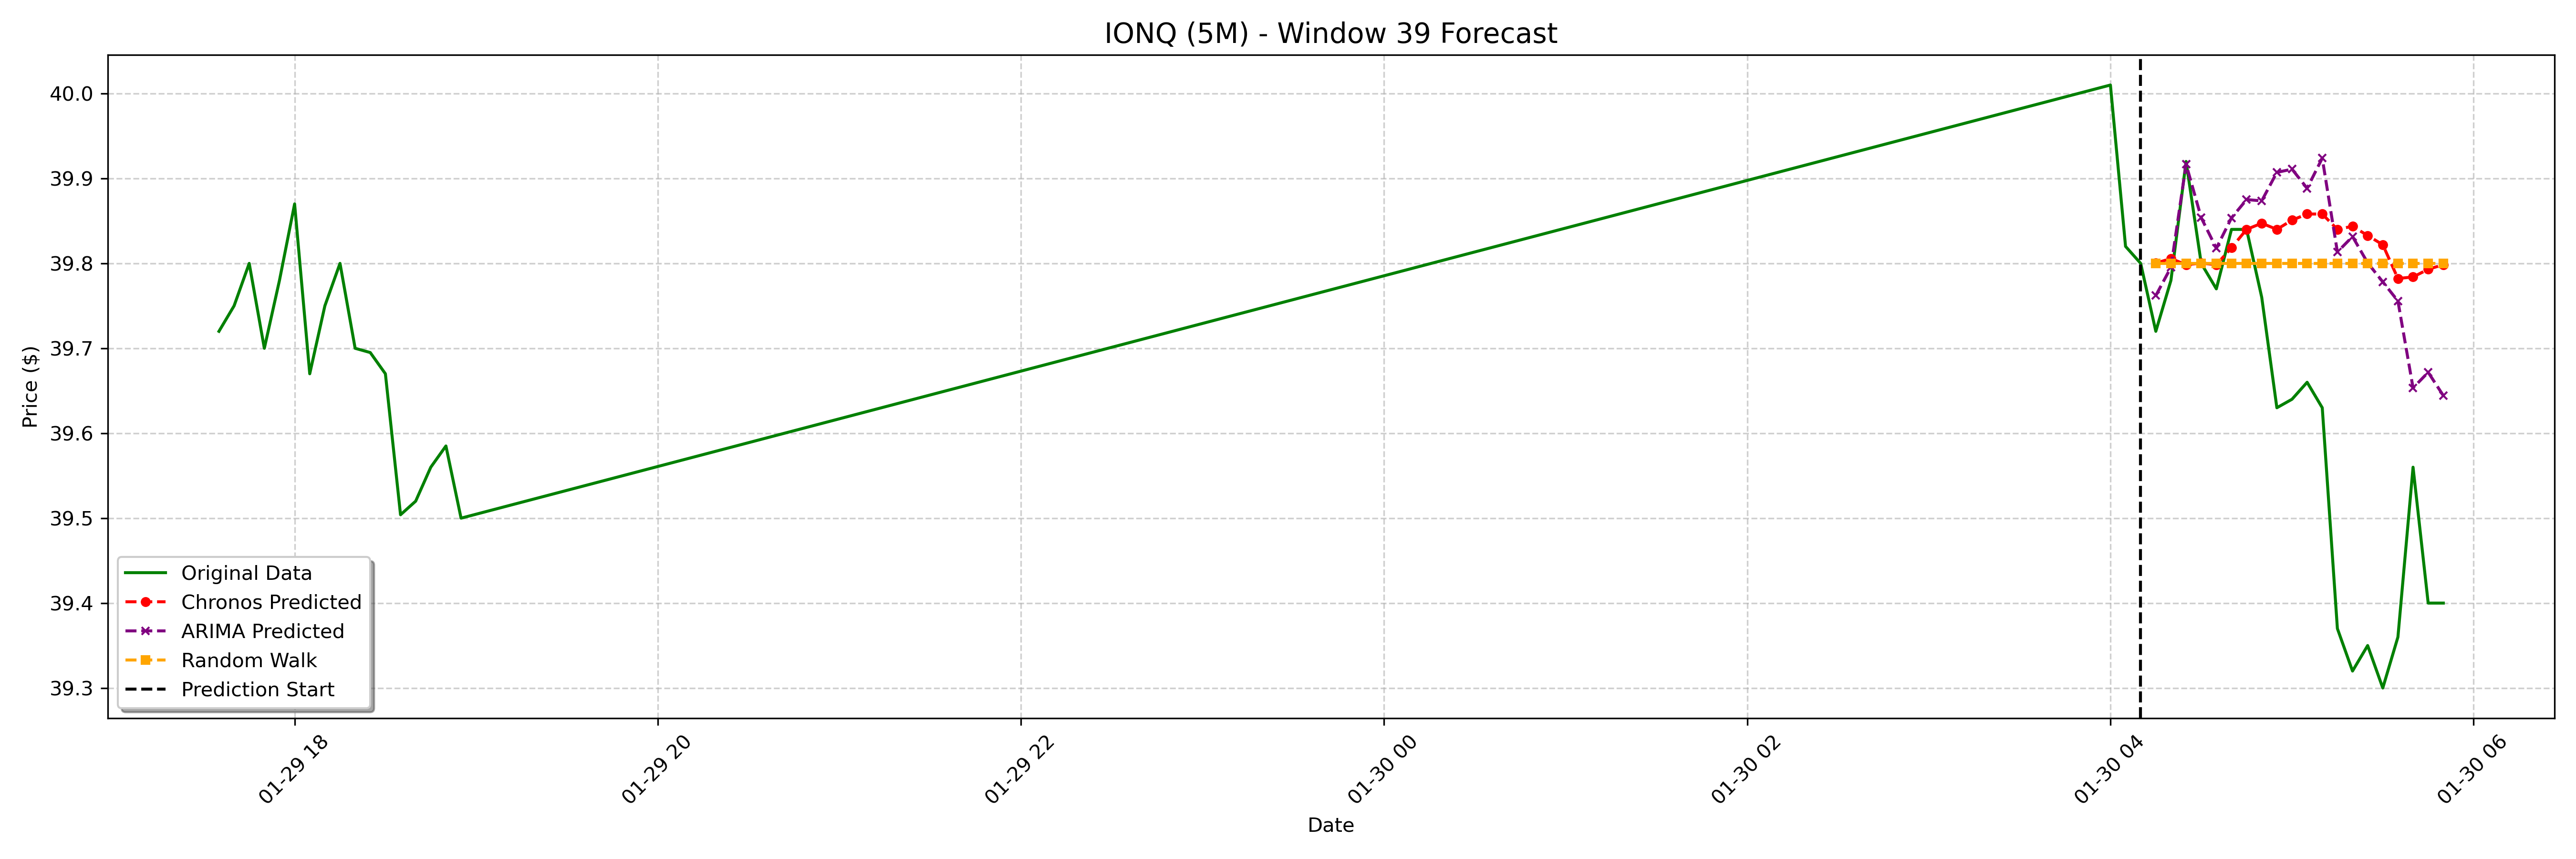 IONQ (5M) - Window 39 Forecast
Price ($)
40.0
39.9
39.8
39.7
39.6
39.5
39.4
39.3
Original Data
Chronos Predicted
ARIMA Predicted
Random Walk
Prediction Start
01-29 18
01-29 20
01-29 22
01-30 00
01-30 02
01-30 04
01-30 06
Date